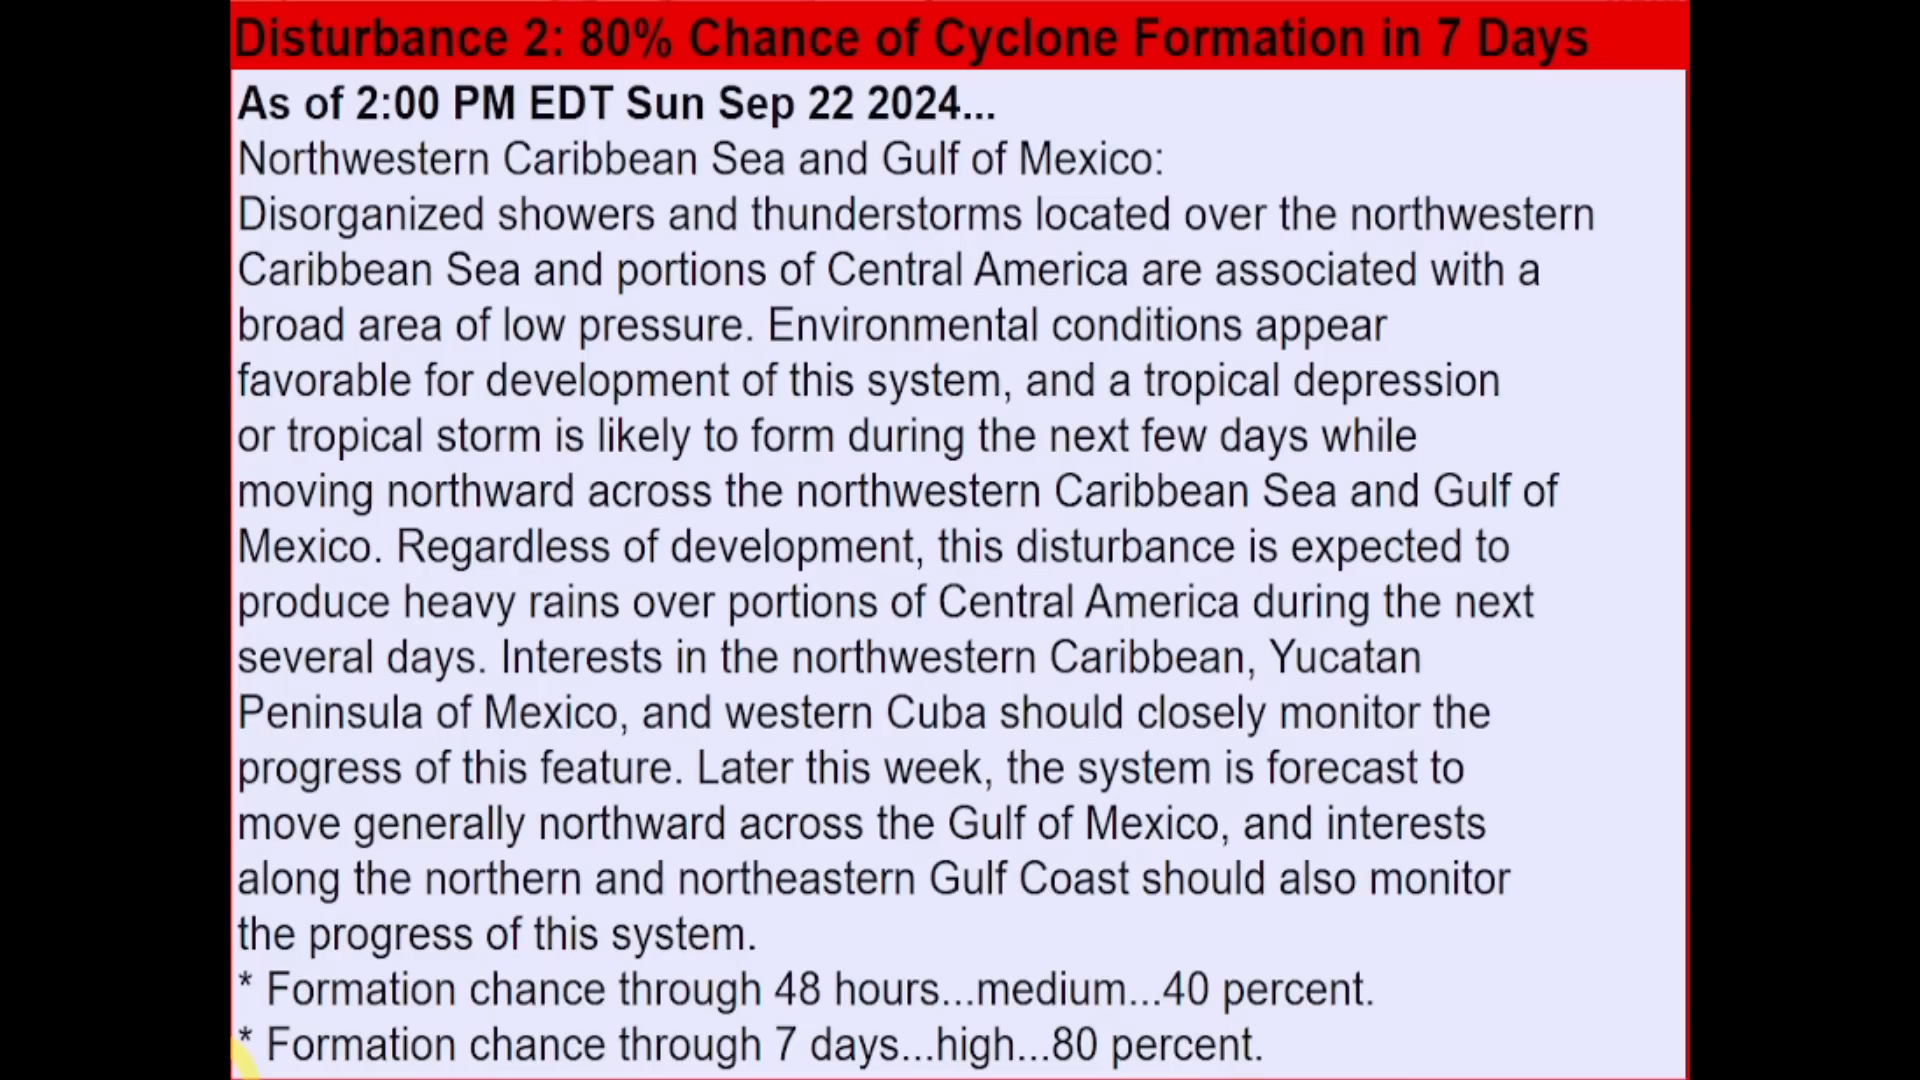 Disturbance 2: 80% Chance of Cyclone Formation in 7 Days
As of 2:00 PM EDT Sun Sep 22 2024...
Northwestern Caribbean Sea and Gulf of Mexico:
Disorganized showers and thunderstorms located over the northwestern
Caribbean Sea and portions of Central America are associated with a
broad area of low pressure. Environmental conditions appear
favorable for development of this system, and a tropical depression
or tropical storm is likely to form during the next few days while
moving northward across the northwestern Caribbean Sea and Gulf of
Mexico. Regardless of development, this disturbance is expected to
produce heavy rains over portions of Central America during the next
several days. Interests in the northwestern Caribbean, Yucatan
Peninsula of Mexico, and western Cuba should closely monitor the
progress of this feature. Later this week, the system is forecast to
move generally northward across the Gulf of Mexico, and interests
along the northern and northeastern Gulf Coast should also monitor
the progress of this system.
* Formation chance through 48 hours...medium...40 percent.
* Formation chance through 7 days...high...80 percent.